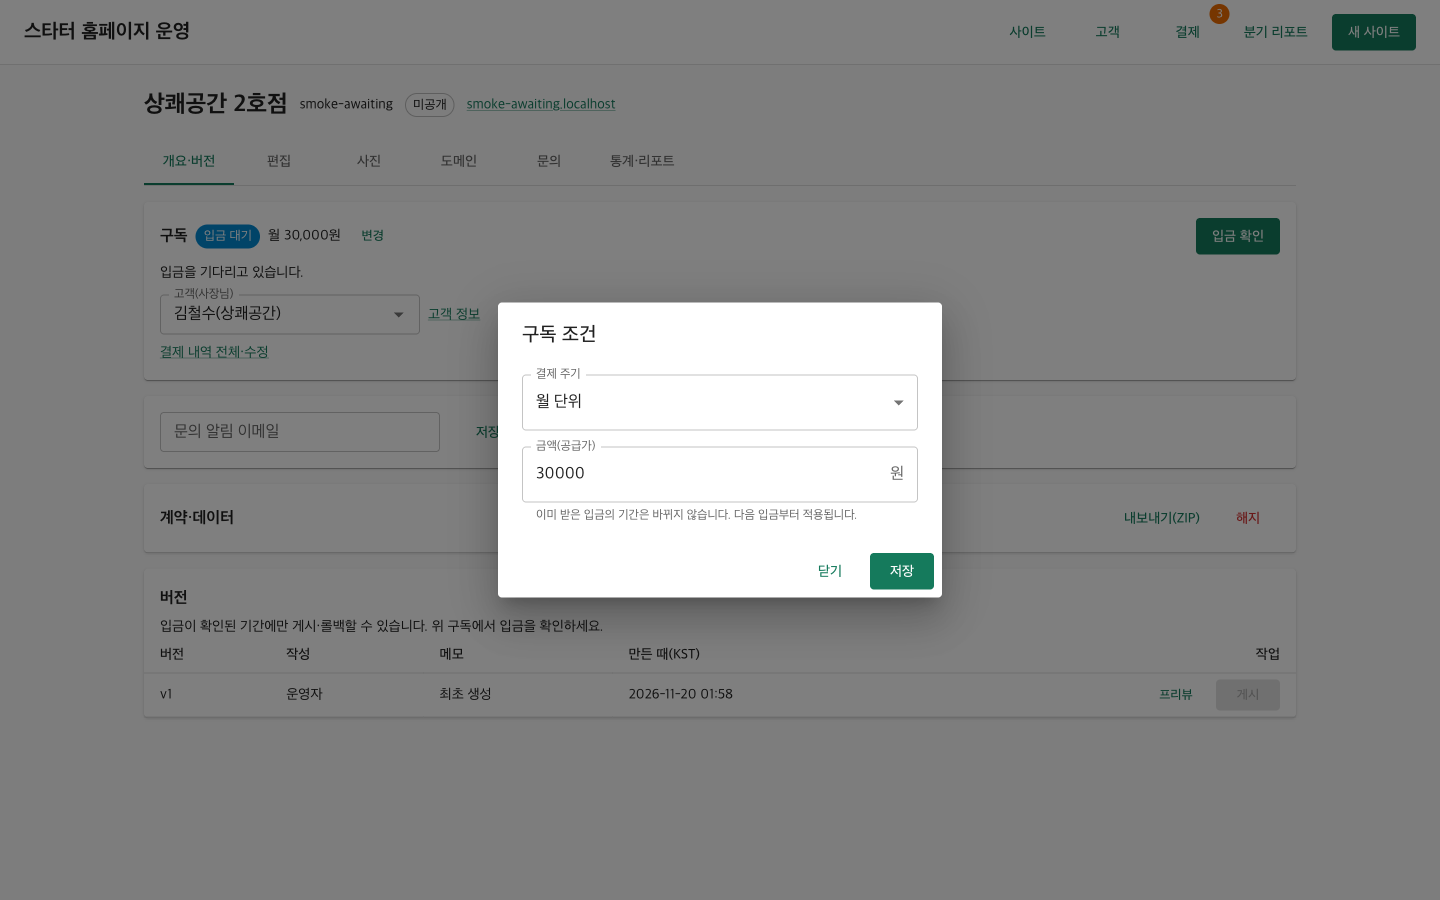 스타터 홈페이지 운영
사이트
고객
결제
3
분기 리포트
새 사이트
상쾌공간 2호점
smoke-awaiting
미공개
smoke-awaiting.localhost
개요·버전
편집
사진
도메인
문의
통계·리포트
구독
입금 대기
월 30,000원
변경
입금 확인
입금을 기다리고 있습니다.
고객(사장님)
김철수(상쾌공간)
고객 정보
결제 내역 전체·수정
문의 알림 이메일
저장
계약·데이터
내보내기(ZIP)
해지
버전
입금이 확인된 기간에만 게시·롤백할 수 있습니다. 위 구독에서 입금을 확인하세요.
버전
작성
메모
만든 때(KST)
작업
v1
운영자
최초 생성
2026-11-20 01:58
프리뷰
게시
구독 조건
결제 주기
월 단위
금액(공급가)
30000
원
이미 받은 입금의 기간은 바뀌지 않습니다. 다음 입금부터 적용됩니다.
닫기
저장